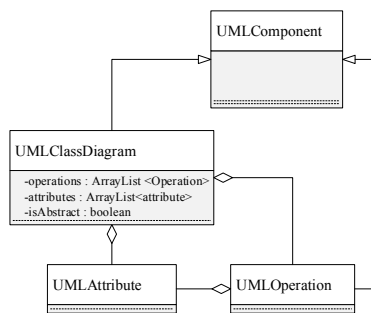 UMLComponent
UMLClassDiagram
-operations : ArrayList <Operation>
-attributes : ArrayList<attribute>
-isAbstract : boolean
UMLAttribute
UMLOperation